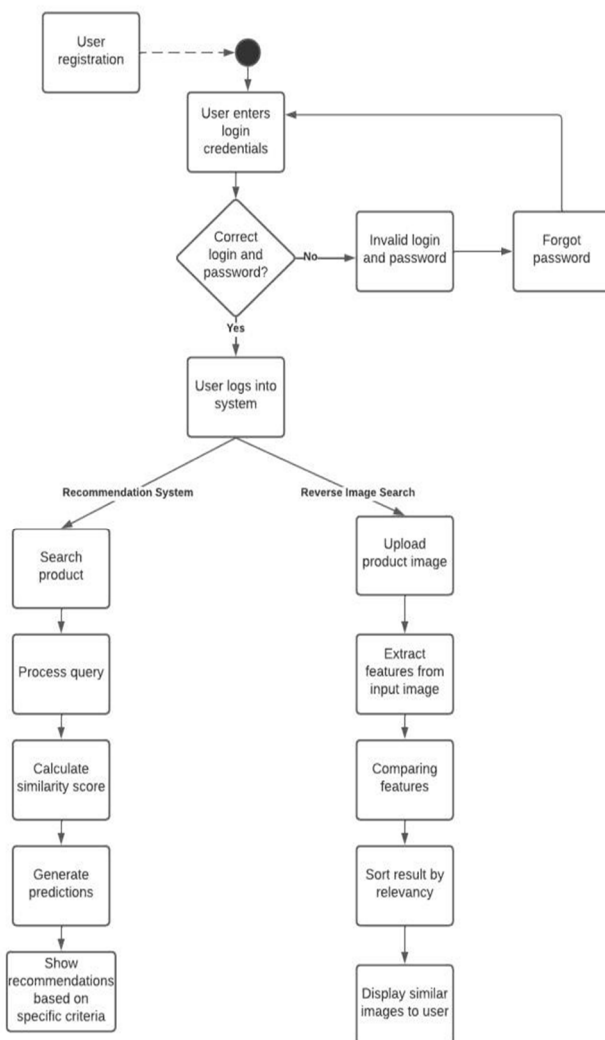 User
registration
User enters
login
credentials
Correct
login and
password?
No
Invalid login
and password
Forgot
password
Yes
User logs into
system
Recommendation System
Reverse Image Search
Search
product
Process query
Calculate
similarity score
Generate
predictions
Show
recommendations
based on
specific criteria
Upload
product image
Extract
features from
input image
Comparing
features
Sort result by
relevancy
Display similar
images to user